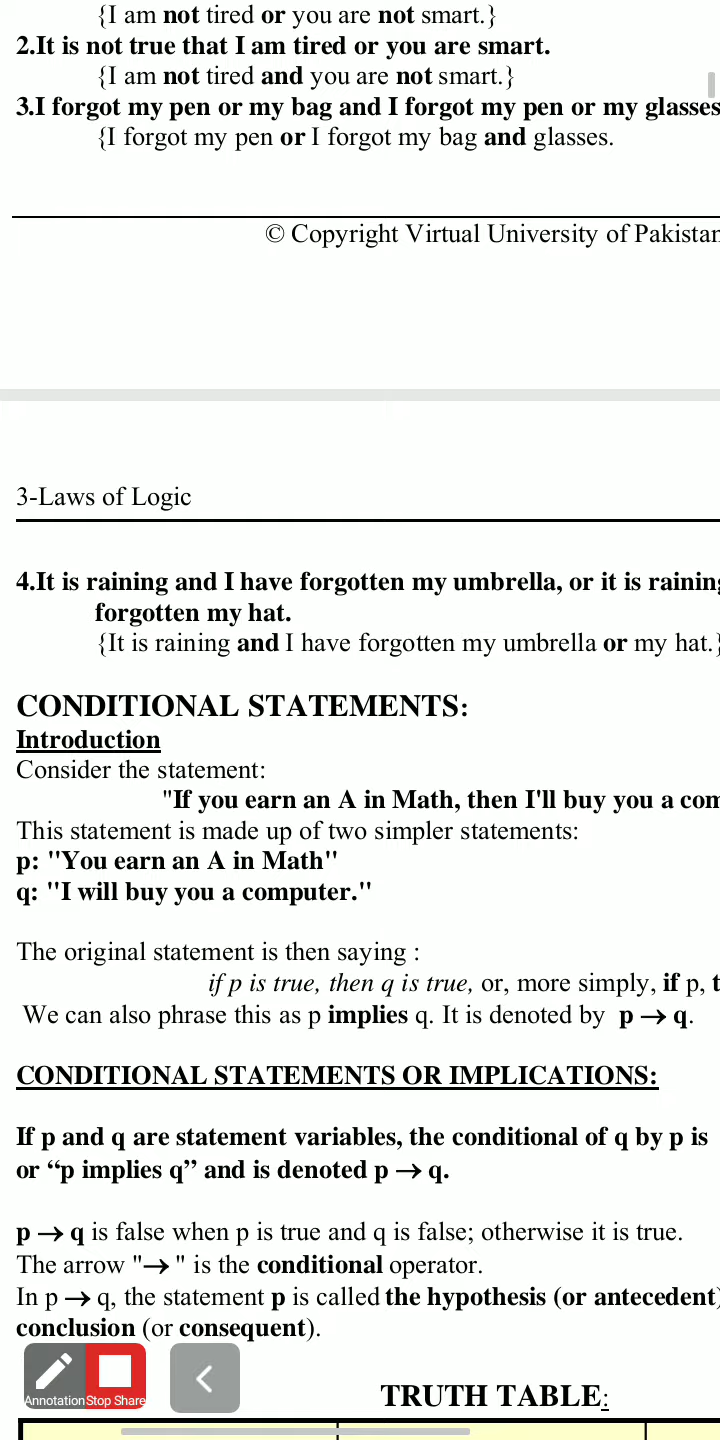 {I am not tired or you are not smart.}
2.It is not true that I am tired or you are smart.
{I am not tired and you are not smart.}
3.I forgot my pen or my bag and I forgot my pen or my glasses
{I forgot my pen or I forgot my bag and glasses.
© Copyright Virtual University of Pakistan
3-Laws of Logic
4.It is raining and I have forgotten my umbrella, or it is raining
forgotten my hat.
{It is raining and I have forgotten my umbrella or my hat.}
CONDITIONAL STATEMENTS:
Introduction
Consider the statement:
"If you earn an A in Math, then I'll buy you a com
This statement is made up of two simpler statements:
p: "You earn an A in Math"
q: "I will buy you a computer."
The original statement is then saying :
if p is true, then q is true, or, more simply, if p, t
We can also phrase this as p implies q. It is denoted by p → q.
CONDITIONAL STATEMENTS OR IMPLICATIONS:
If p and q are statement variables, the conditional of q by p is
or “p implies q” and is denoted p → q.
p → q is false when p is true and q is false; otherwise it is true.
The arrow "→ " is the conditional operator.
In p → q, the statement p is called the hypothesis (or antecedent)
conclusion (or consequent).
Annotation Stop Share
TRUTH TABLE: